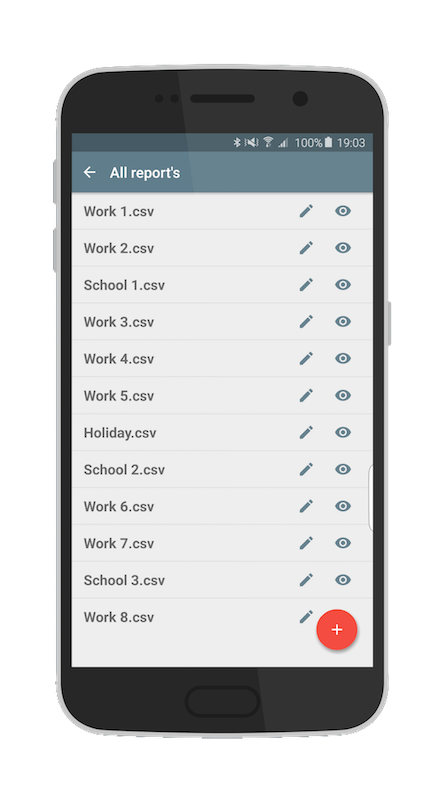 100% 19:03
All report's
Work 1.csv
Work 2.csv
School 1.csv
Work 3.csv
Work 4.csv
Work 5.csv
Holiday.csv
School 2.csv
Work 6.csv
Work 7.csv
School 3.csv
Work 8.csv